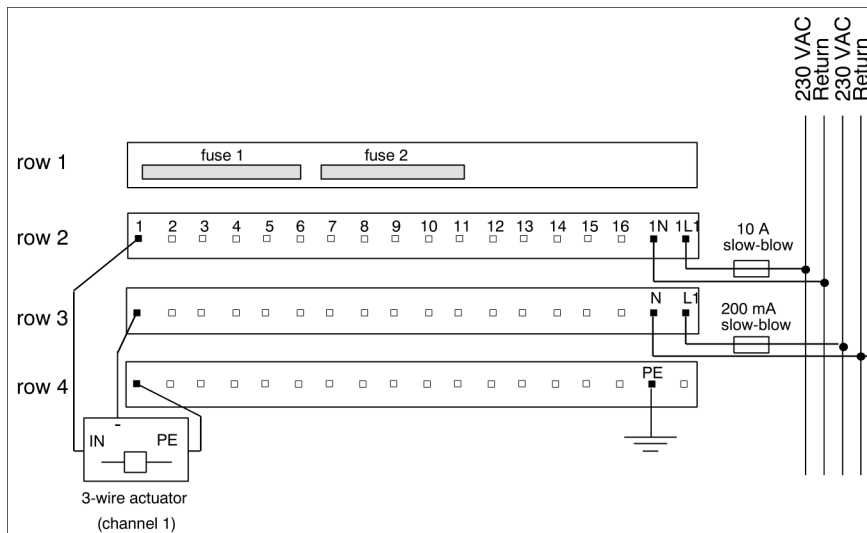 230 VAC
Return
230 VAC
Return
row 1
fuse 1
fuse 2
row 2
1 2 3 4 5 6 7 8 9 10 11 12 13 14 15 16 1N 1L1
10 A
slow-blow
row 3
N L1
200 mA
slow-blow
row 4
PE
-
IN
PE
3-wire actuator
(channel 1)